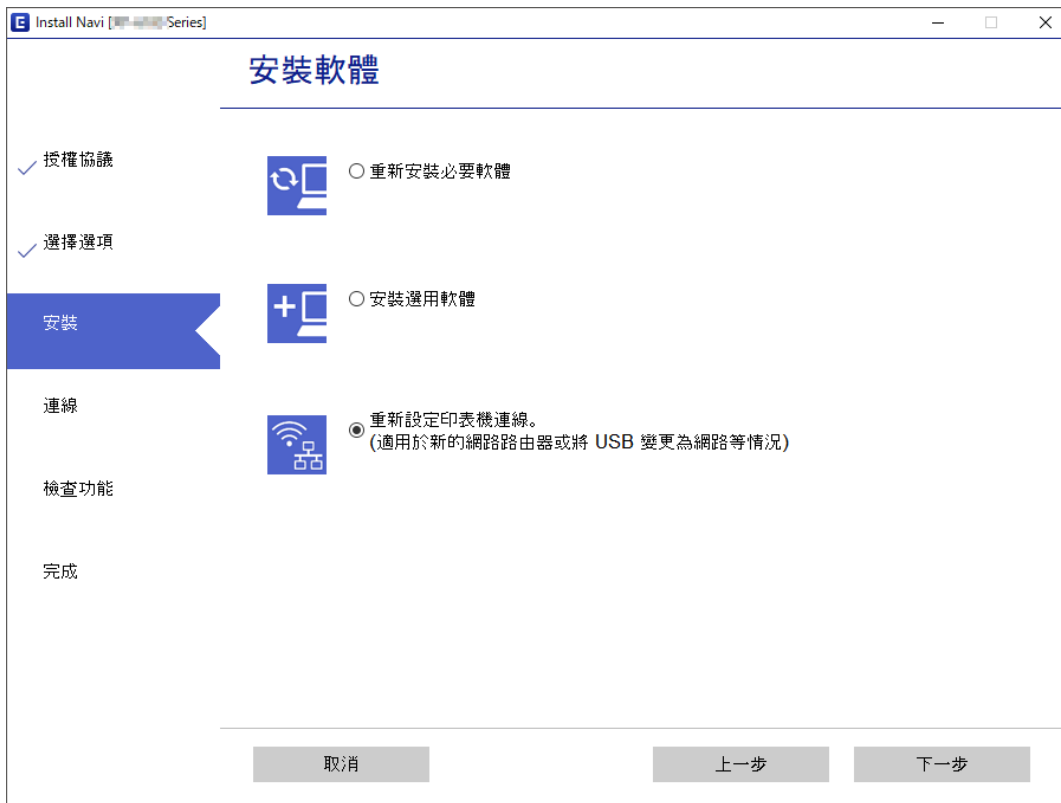 E Install Navi [ Series]
安裝軟體
授權協議
選擇選項
安裝
連線
檢查功能
完成
重新安裝必要軟體
安裝選用軟體
重新設定印表機連線。
(適用於新的網路路由器或將 USB 變更為網路等情況)
取消
上一步
下一步